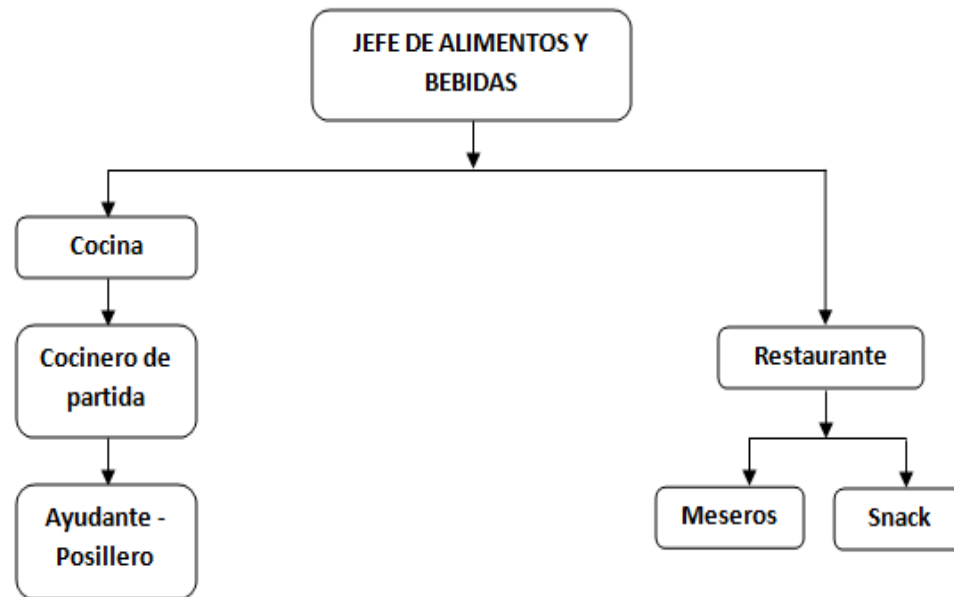 JEFE DE ALIMENTOS Y
BEBIDAS
Cocina
Cocinero de
partida
Restaurante
Ayudante -
Posillero
Meseros
Snack